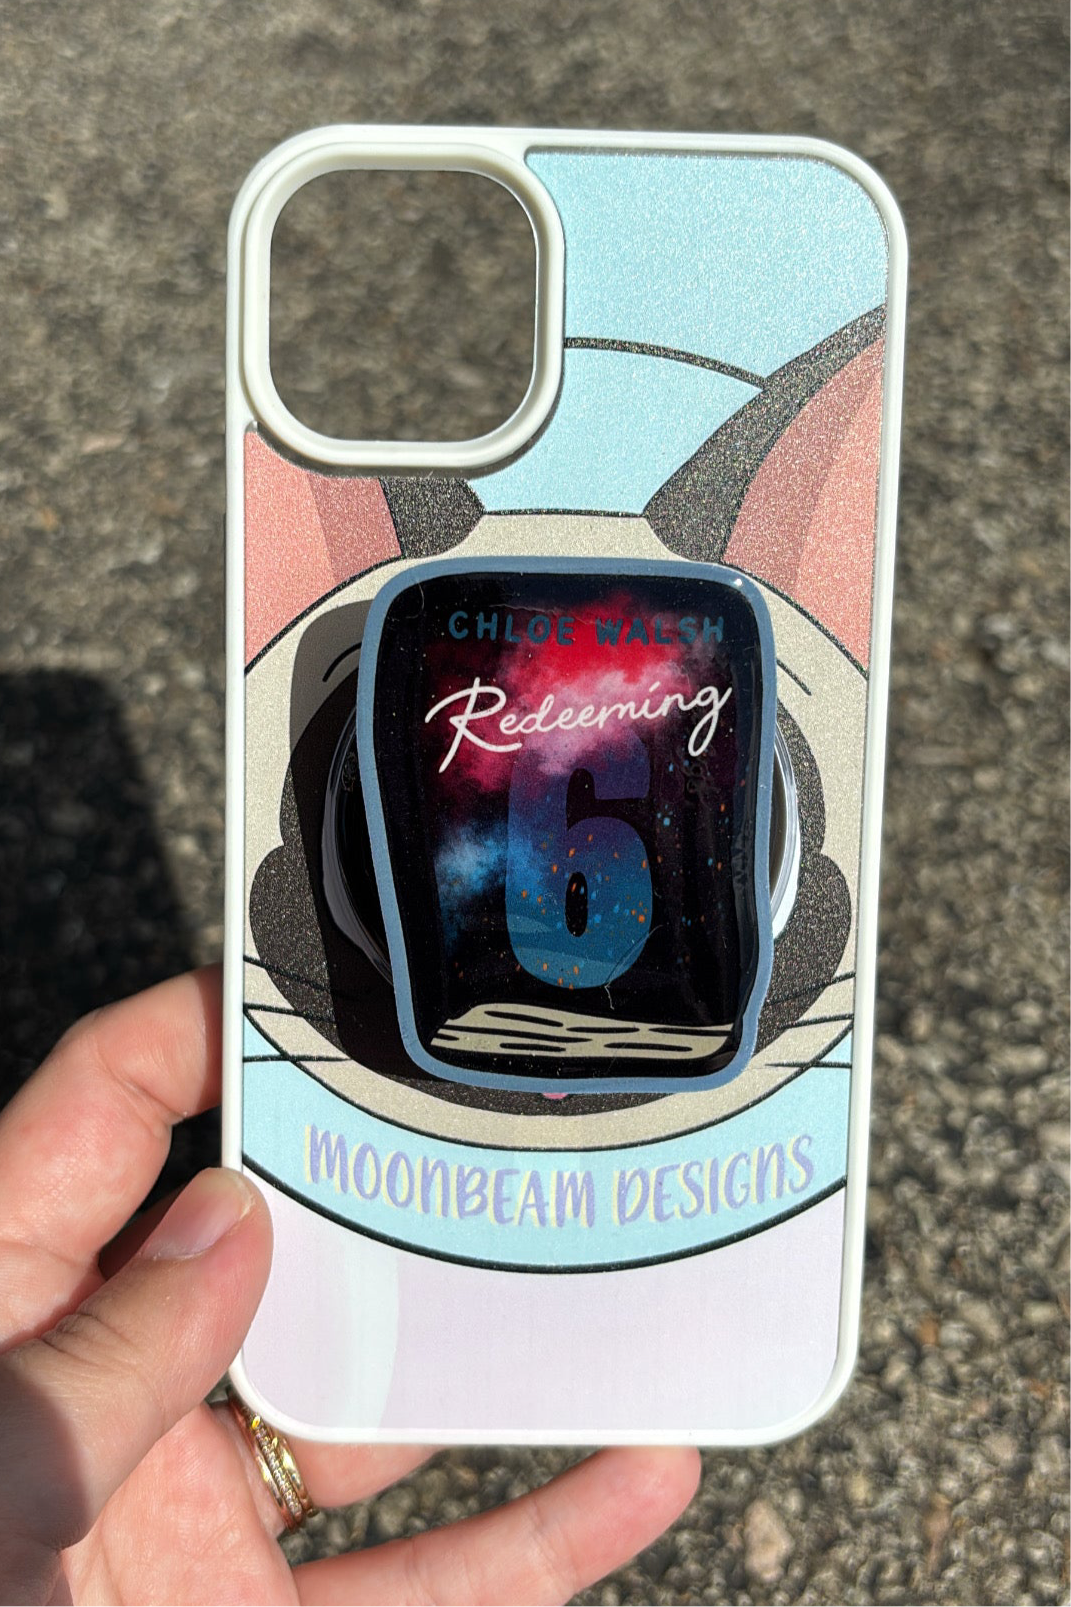 CHLOE WALSH
Redeeming
6
MOONBEAM DESIGNS